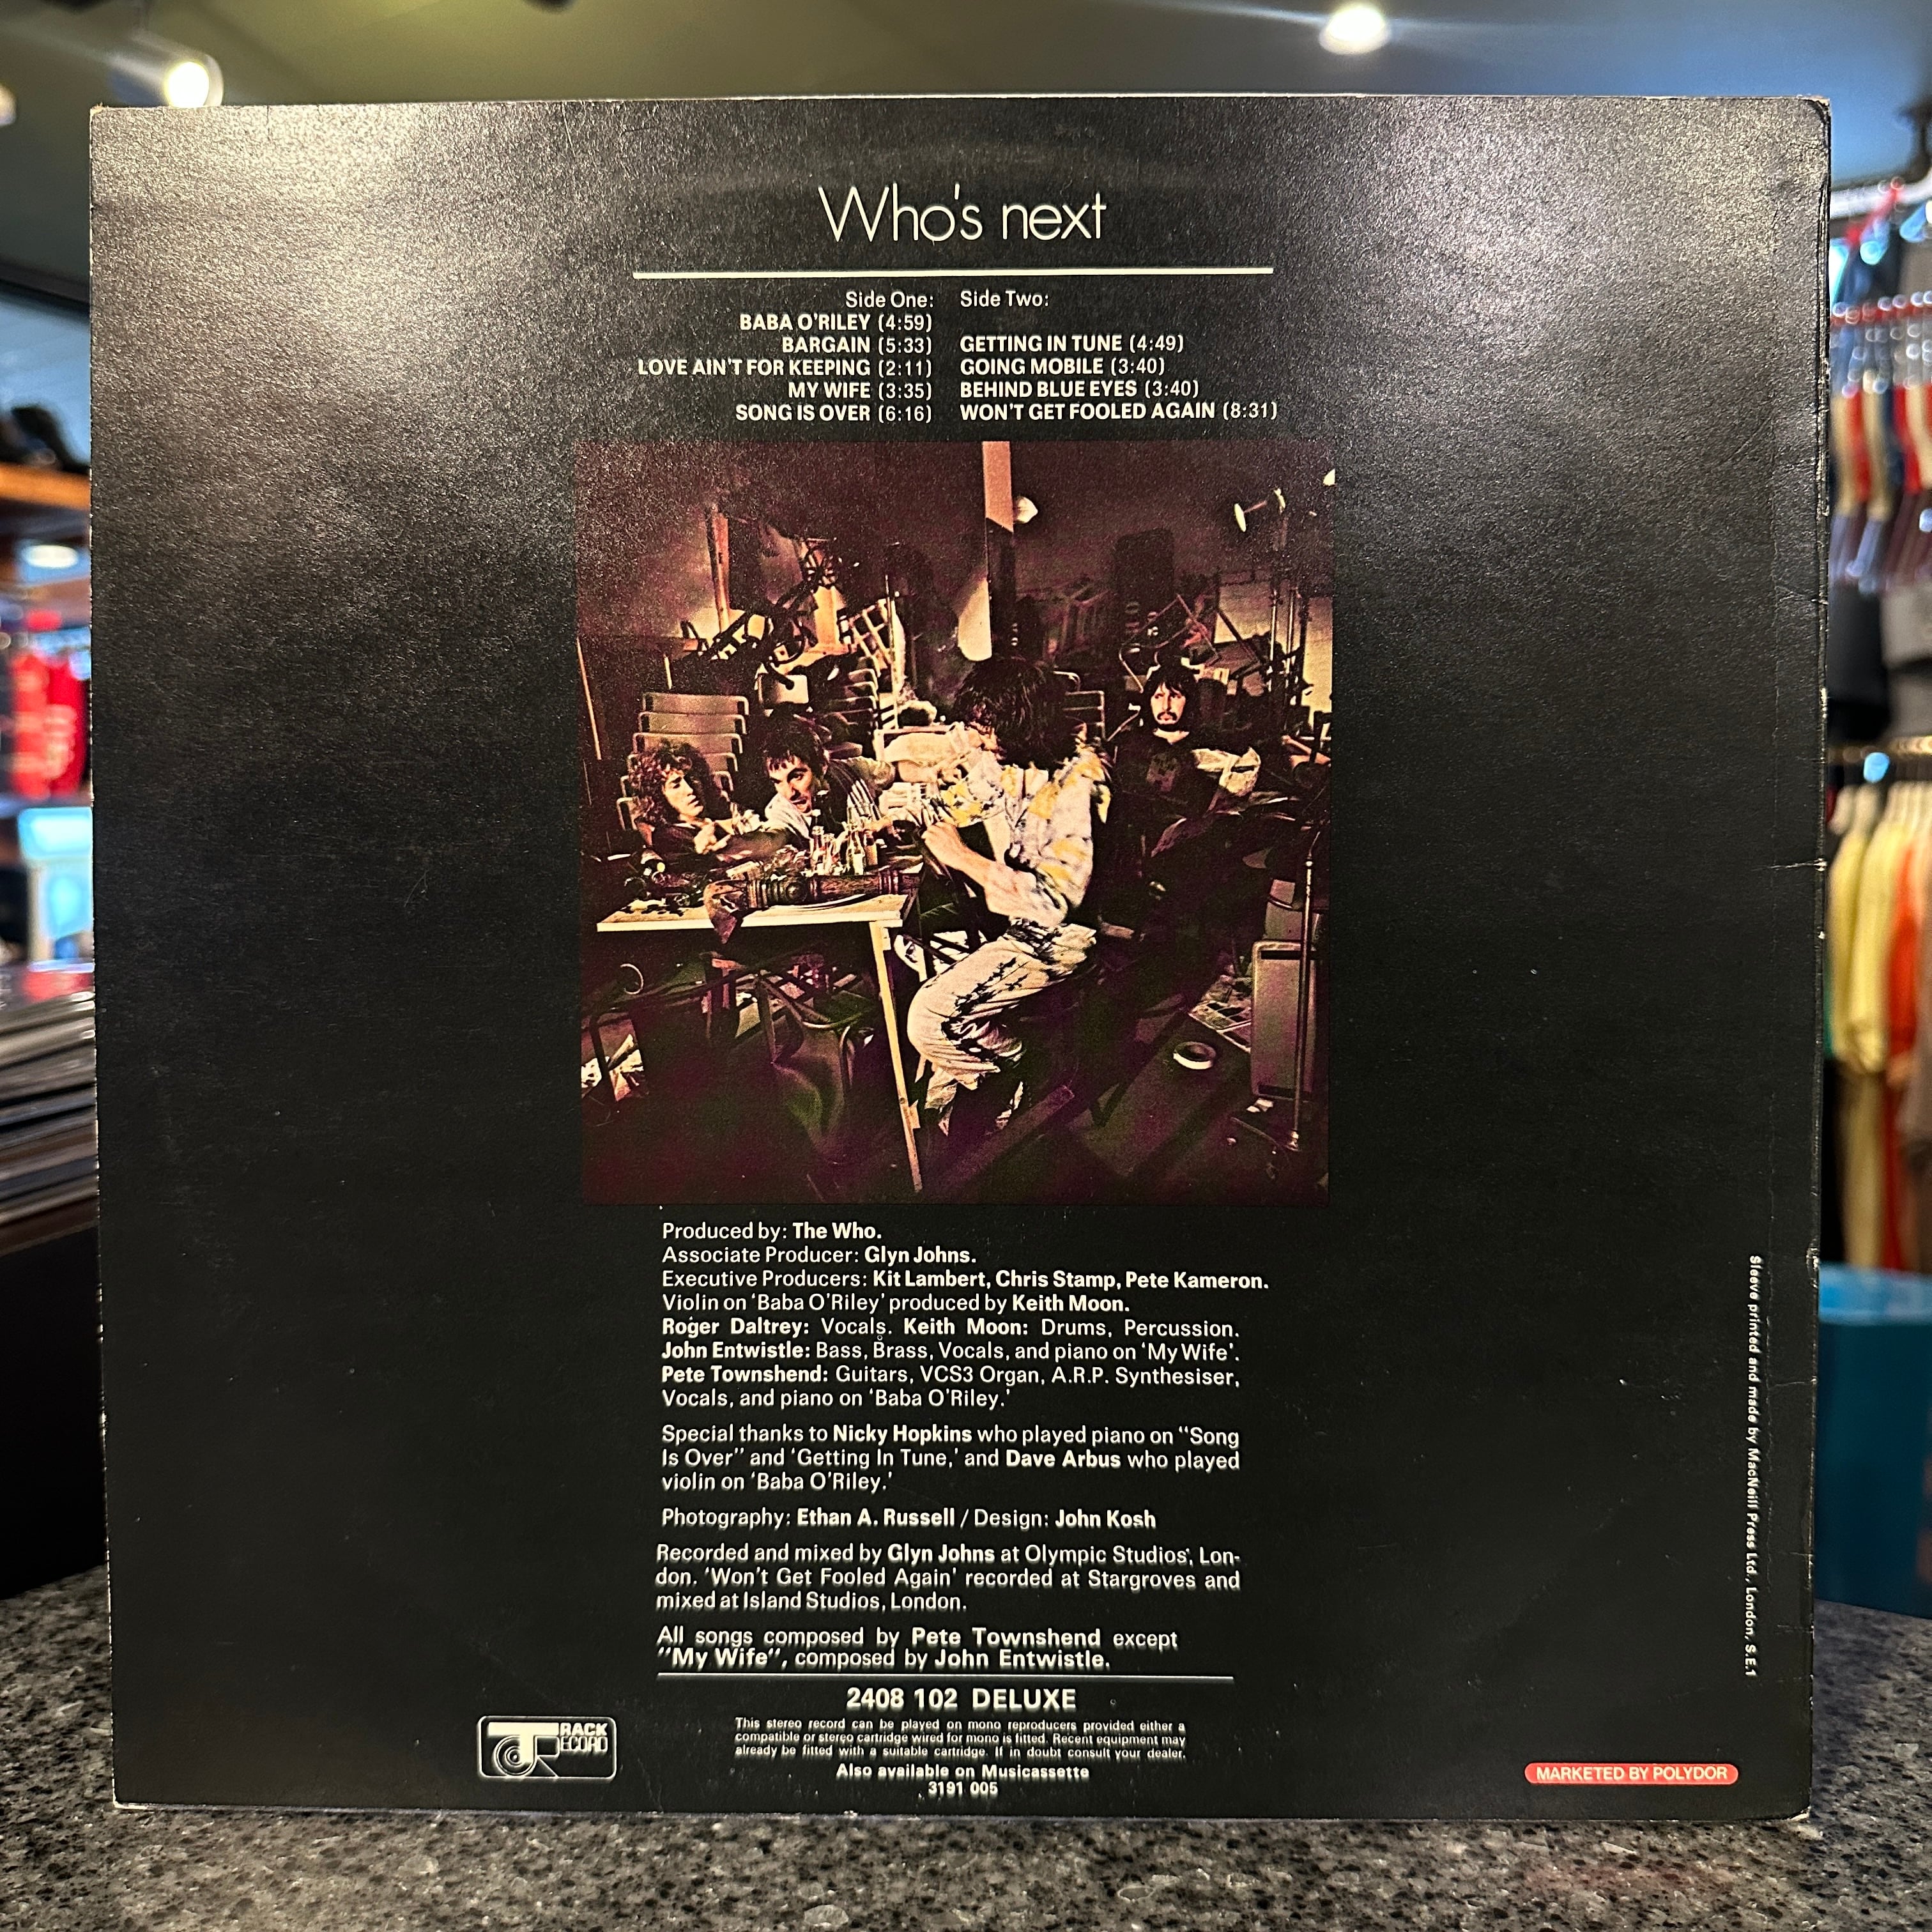 Who's next
Side One:
BABA O'RILEY (4:59)
BARGAIN (5:33)
LOVE AIN'T FOR KEEPING (2:11)
MY WIFE (3:35)
SONG IS OVER (6:16)
Side Two:
GETTING IN TUNE (4:49)
GOING MOBILE (3:40)
BEHIND BLUE EYES (3:40)
WON'T GET FOOLED AGAIN (8:31)
Produced by: The Who.
Associate Producer: Glyn Johns.
Executive Producers: Kit Lambert, Chris Stamp, Pete Kameron.
Violin on 'Baba O'Riley' produced by Keith Moon.
Roger Daltrey: Vocals. Keith Moon: Drums, Percussion.
John Entwistle: Bass, Brass, Vocals, and piano on 'My Wife'.
Pete Townshend: Guitars, VCS3 Organ, A.R.P. Synthesiser,
Vocals, and piano on 'Baba O'Riley.'
Special thanks to Nicky Hopkins who played piano on "Song
Is Over" and 'Getting In Tune,' and Dave Arbus who played
violin on 'Baba O'Riley.'
Photography: Ethan A. Russell / Design: John Kosh
Recorded and mixed by Glyn Johns at Olympic Studios, Lon-
don. 'Won't Get Fooled Again' recorded at Stargroves and
mixed at Island Studios, London.
All songs composed by Pete Townshend except
"My Wife", composed by John Entwistle.
2408 102 DELUXE
This stereo record can be played on mono reproducers provided either a
compatible or stereo cartridge wired for mono is fitted. Recent equipment may
already be fitted with a suitable cartridge. If in doubt consult your dealer.
Also available on Musicassette
3191 005
TRACK
RECORD
MARKETED BY POLYDOR
Sleeve printed and made by MacNeill Press Ltd., London, S.E.1